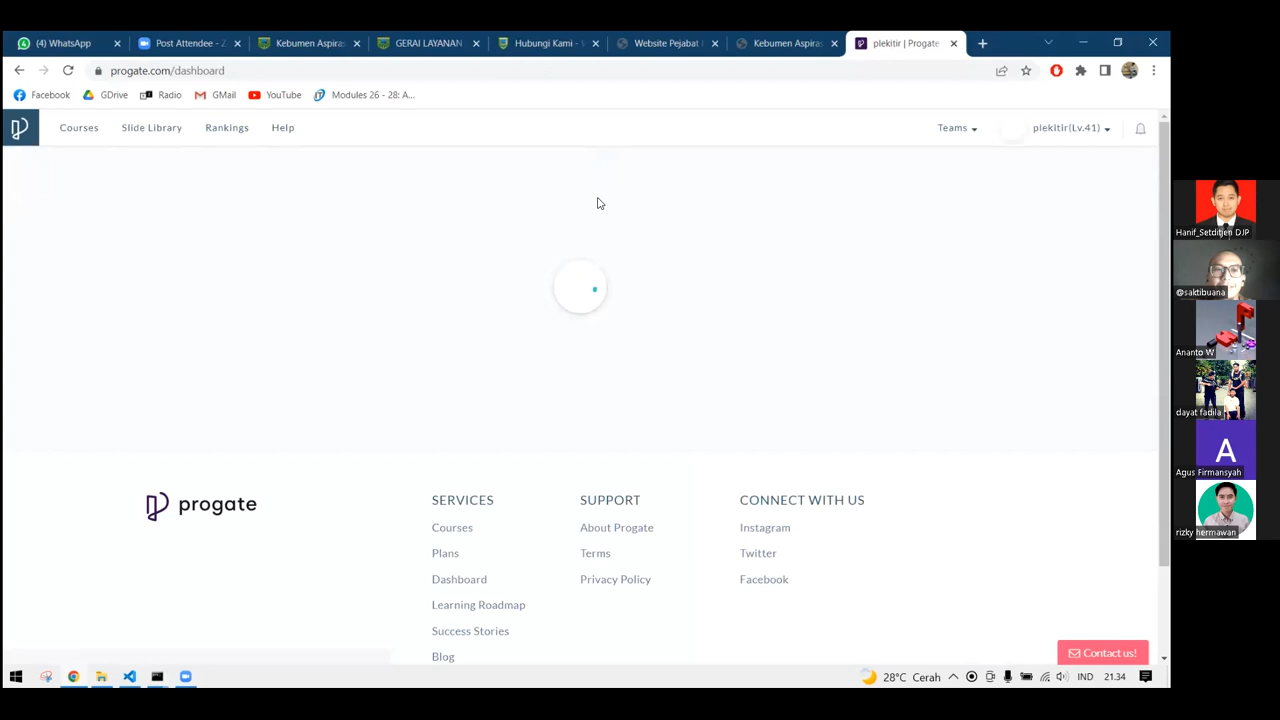 (4) WhatsApp
Post Attendee - Z
Kebumen Aspiras
GERAI LAYANAN
Hubungi Kami -
Website Pejabat
Kebumen Aspiras
plekitir | Progate
progate.com/dashboard
Facebook
GDrive
Radio
GMail
YouTube
Modules 26 - 28: A...
Courses
Slide Library
Rankings
Help
Teams
plekitir(Lv.41)
Hanif_Setditjen DJP
@saktibuana
Ananto W
dayat fadila
A
Agus Firmansyah
rizky hermawan
progate
SERVICES
Courses
Plans
Dashboard
Learning Roadmap
Success Stories
Blog
SUPPORT
About Progate
Terms
Privacy Policy
CONNECT WITH US
Instagram
Twitter
Facebook
Contact us!
28°C Cerah
IND
21.34